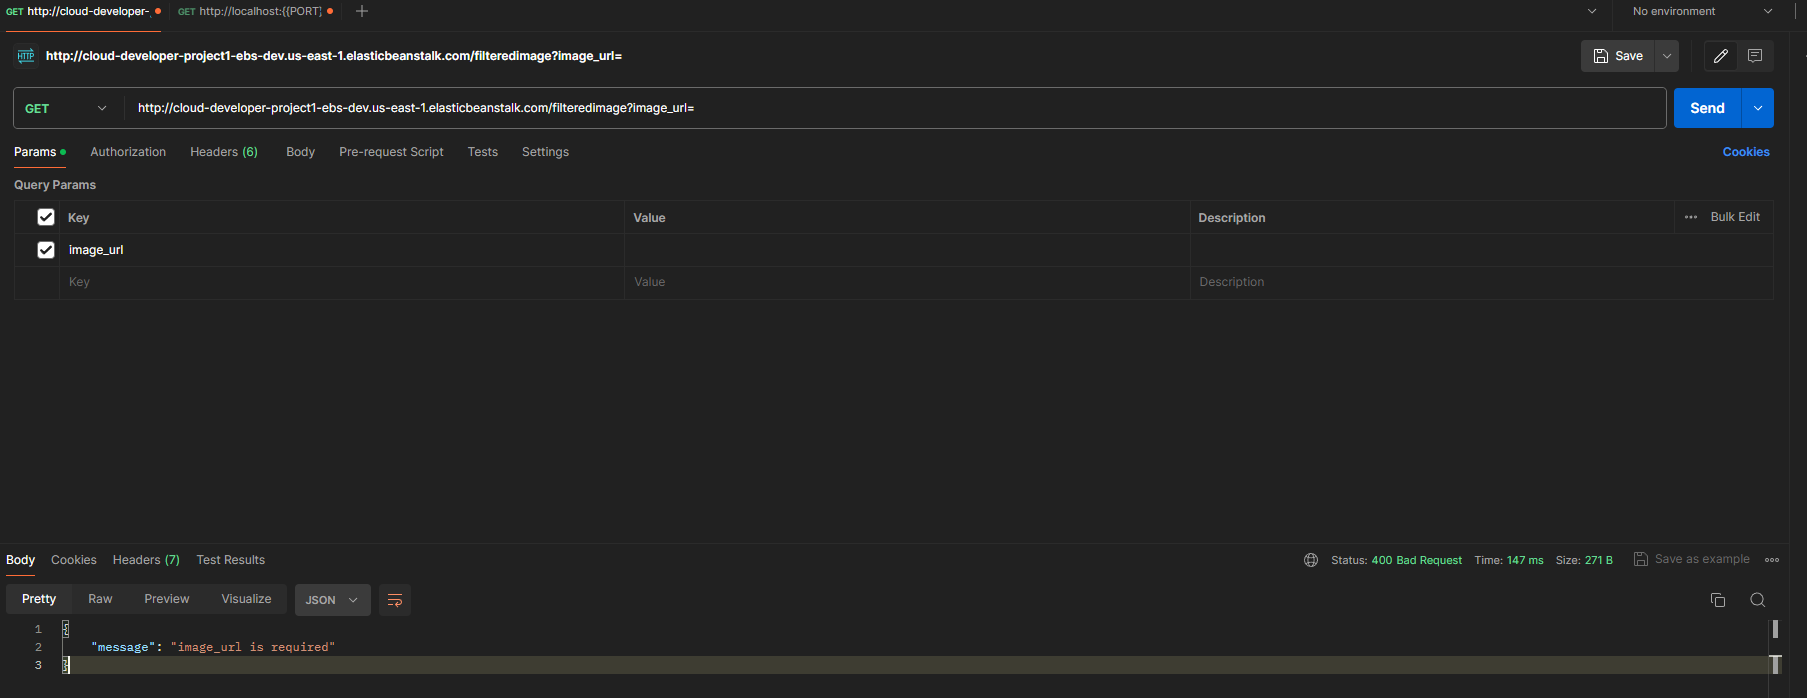 GET http://cloud-developer- GET http://localhost:{{PORT} No environment
HTTP http://cloud-developer-project1-ebs-dev.us-east-1.elasticbeanstalk.com/filteredimage?image_url= Save
GET http://cloud-developer-project1-ebs-dev.us-east-1.elasticbeanstalk.com/filteredimage?image_url= Send
Params Authorization Headers (6) Body Pre-request Script Tests Settings Cookies
Query Params
Key Value Description Bulk Edit
image_url
Key Value Description
Body Cookies Headers (7) Test Results Status: 400 Bad Request Time: 147 ms Size: 271 B Save as example
Pretty Raw Preview Visualize JSON
1 {
2 "message": "image_url is required"
3 }